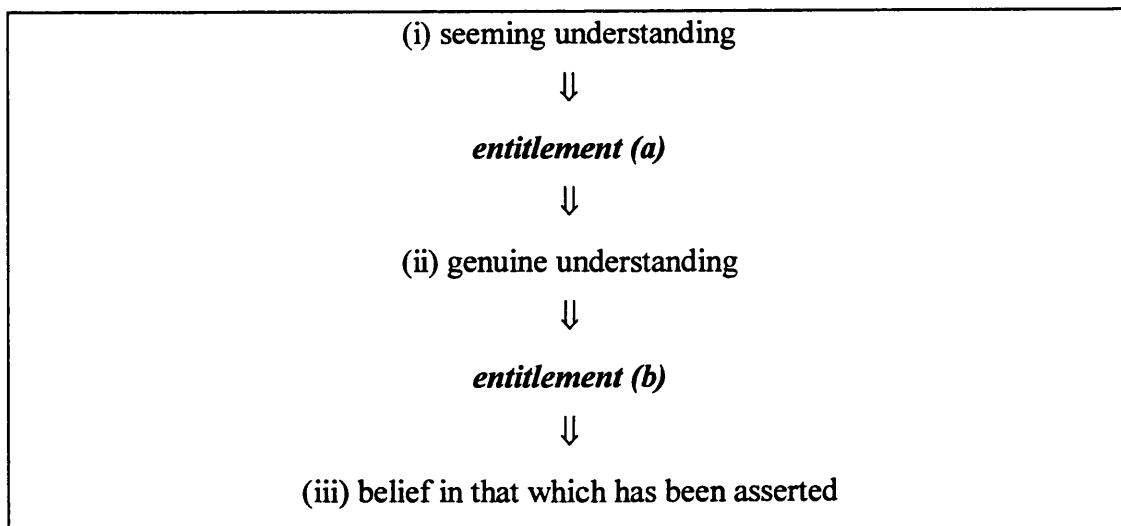 (i) seeming understanding
⇓
entitlement (a)
⇓
(ii) genuine understanding
⇓
entitlement (b)
⇓
(iii) belief in that which has been asserted